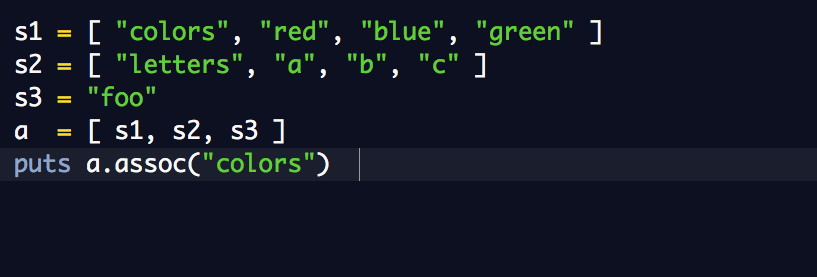 s1 = [ "colors", "red", "blue", "green" ]
s2 = [ "letters", "a", "b", "c" ]
s3 = "foo"
a  = [ s1, s2, s3 ]
puts a.assoc("colors")